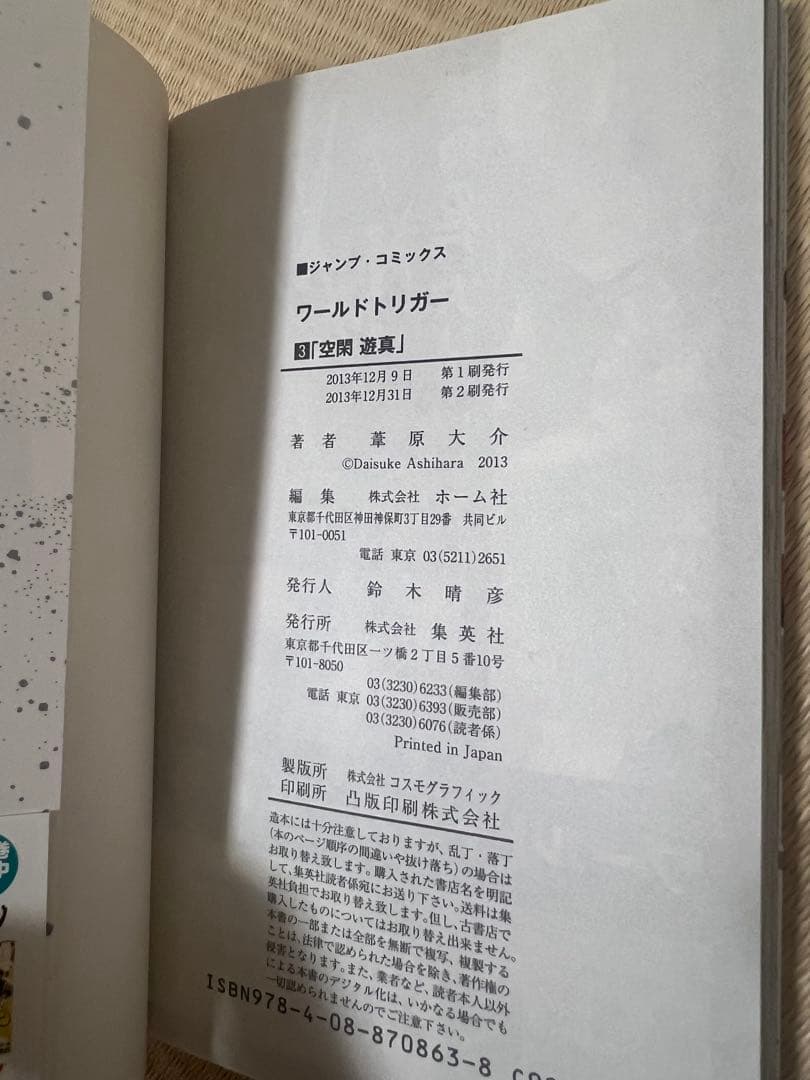 ■ジャンプ・コミックス
ワールドトリガー
3「空閑 遊真」
2013年12月9日 第1刷発行
2013年12月31日 第2刷発行
著者 葦原大介
©Daisuke Ashihara 2013
編集 株式会社 ホーム社
東京都千代田区神田神保町3丁目29番 共同ビル
〒101-0051
電話 東京 03(5211)2651
発行人 鈴木晴彦
発行所 株式会社 集英社
東京都千代田区一ツ橋2丁目5番10号
〒101-8050
03(3230)6233(編集部)
電話 東京 03(3230)6393(販売部)
03(3230)6076(読者係)
Printed in Japan
製版所 株式会社 コスモグラフィック
印刷所 凸版印刷株式会社
造本には十分注意しておりますが、乱丁・落丁
(本のページ順序の間違いや抜け落ち)の場合は
お取り替え致します。購入された書店名を明記
して、集英社読者係宛にお送り下さい。送料は集
英社負担でお取り替え致します。但し、古書店で
購入したものについてはお取り替え出来ません。
本書の一部または全部を無断で複写、複製する
ことは、法律で認められた場合を除き、著作権の
侵害となります。また、業者など、読者本人以外
による本書のデジタル化は、いかなる場合でも
一切認められませんのでご注意下さい。
ISBN978-4-08-870863-8